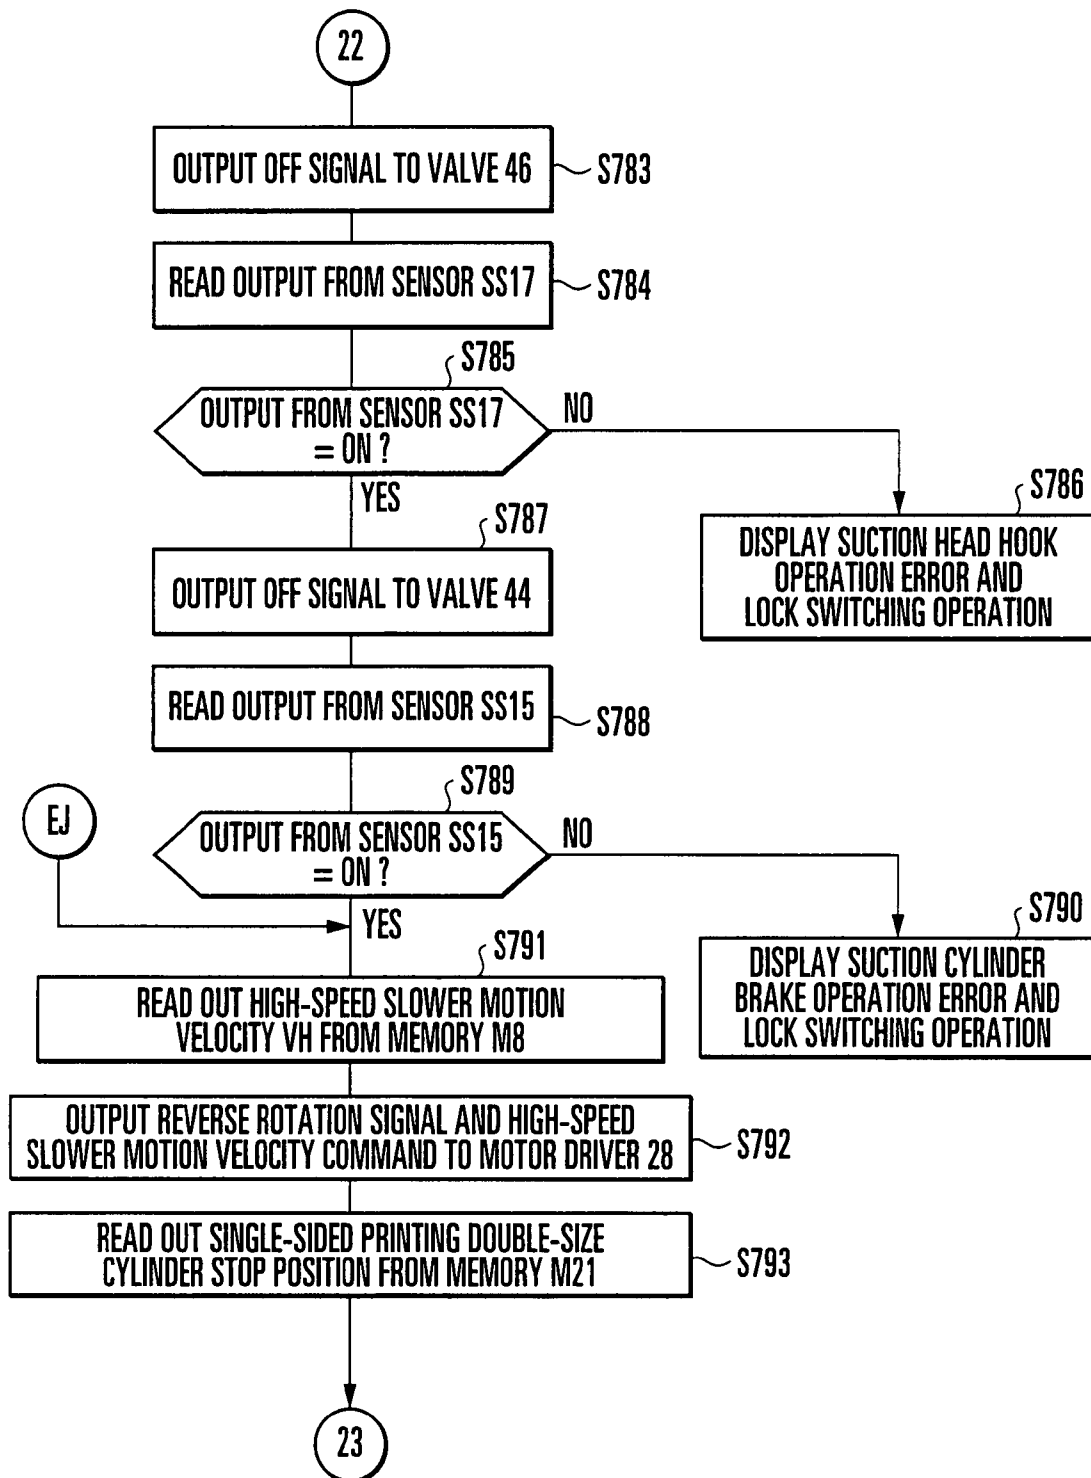 22
OUTPUT OFF SIGNAL TO VALVE 46
S783
READ OUTPUT FROM SENSOR SS17
S784
S785
OUTPUT FROM SENSOR SS17
= ON ?
NO
YES
S786
DISPLAY SUCTION HEAD HOOK
OPERATION ERROR AND
LOCK SWITCHING OPERATION
S787
OUTPUT OFF SIGNAL TO VALVE 44
READ OUTPUT FROM SENSOR SS15
S788
S789
EJ
OUTPUT FROM SENSOR SS15
= ON ?
NO
YES
S790
DISPLAY SUCTION CYLINDER
BRAKE OPERATION ERROR AND
LOCK SWITCHING OPERATION
S791
READ OUT HIGH-SPEED SLOWER MOTION
VELOCITY VH FROM MEMORY M8
OUTPUT REVERSE ROTATION SIGNAL AND HIGH-SPEED
SLOWER MOTION VELOCITY COMMAND TO MOTOR DRIVER 28
S792
READ OUT SINGLE-SIDED PRINTING DOUBLE-SIZE
CYLINDER STOP POSITION FROM MEMORY M21
S793
23